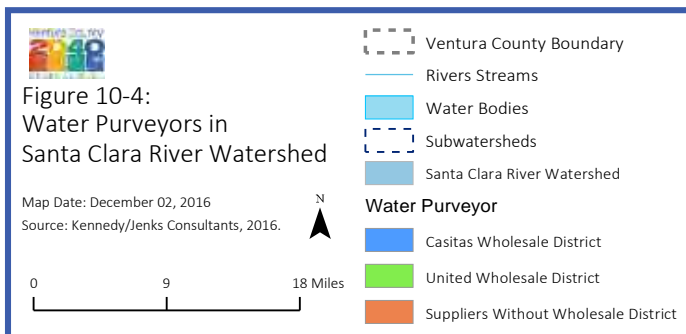 2040
Figure 10-4:
Water Purveyors in
Santa Clara River Watershed
Map Date: December 02, 2016
Source: Kennedy/Jenks Consultants, 2016.
N
0 9 18 Miles
Ventura County Boundary
Rivers Streams
Water Bodies
Subwatersheds
Santa Clara River Watershed
Water Purveyor
Casitas Wholesale District
United Wholesale District
Suppliers Without Wholesale District